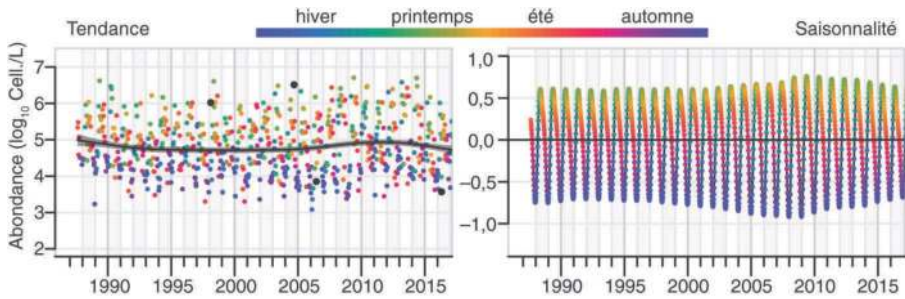 hiver printemps été automne
Tendance Saisonnalité
Abondance (log10 Cell./L)
7
6
5
4
3
2
1990 1995 2000 2005 2010 2015
1,0
0,5
0,0
–0,5
–1,0
1990 1995 2000 2005 2010 2015